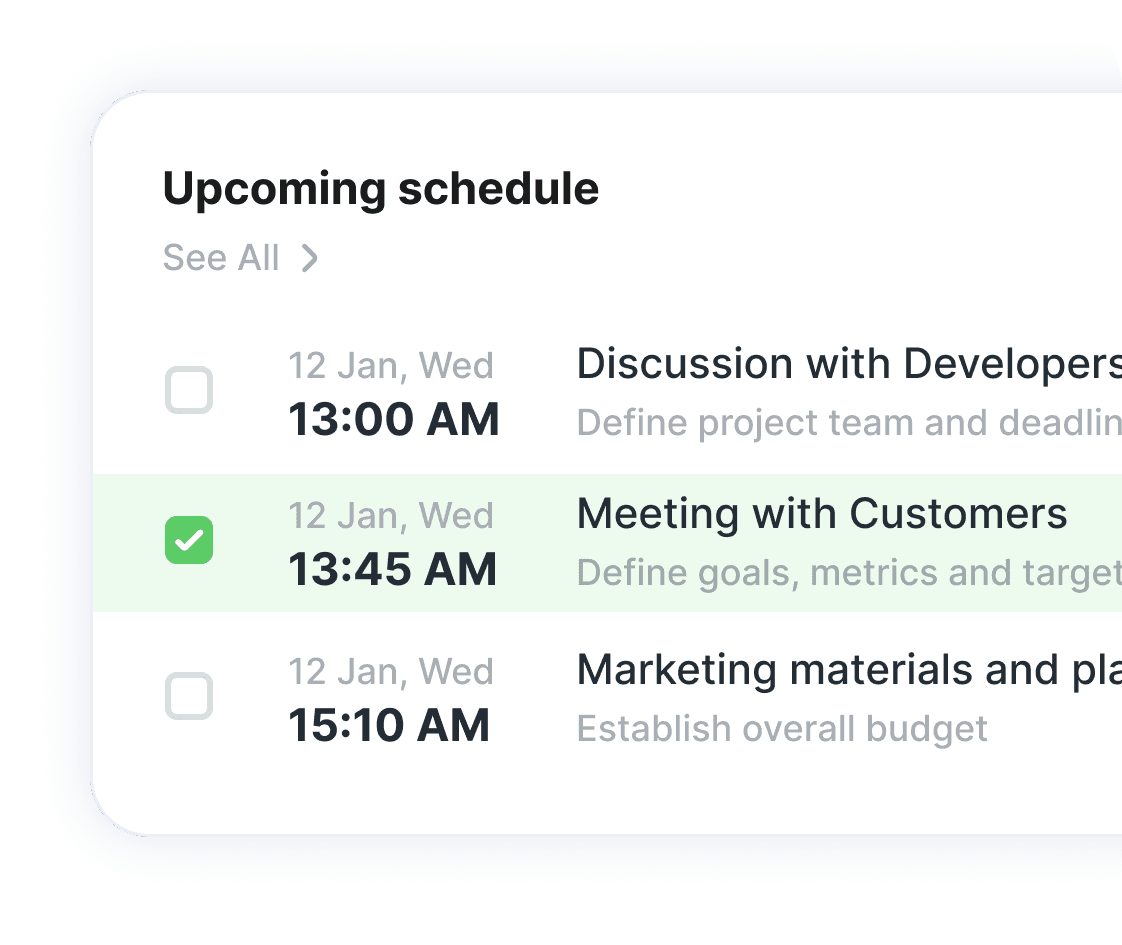 Upcoming schedule
See All
12 Jan, Wed
13:00 AM
Discussion with Developers
Define project team and
12 Jan, Wed
13:45 AM
Meeting with Customers
Define goals, metrics and target
12 Jan, Wed
15:10 AM
Marketing materials and
Establish overall budget